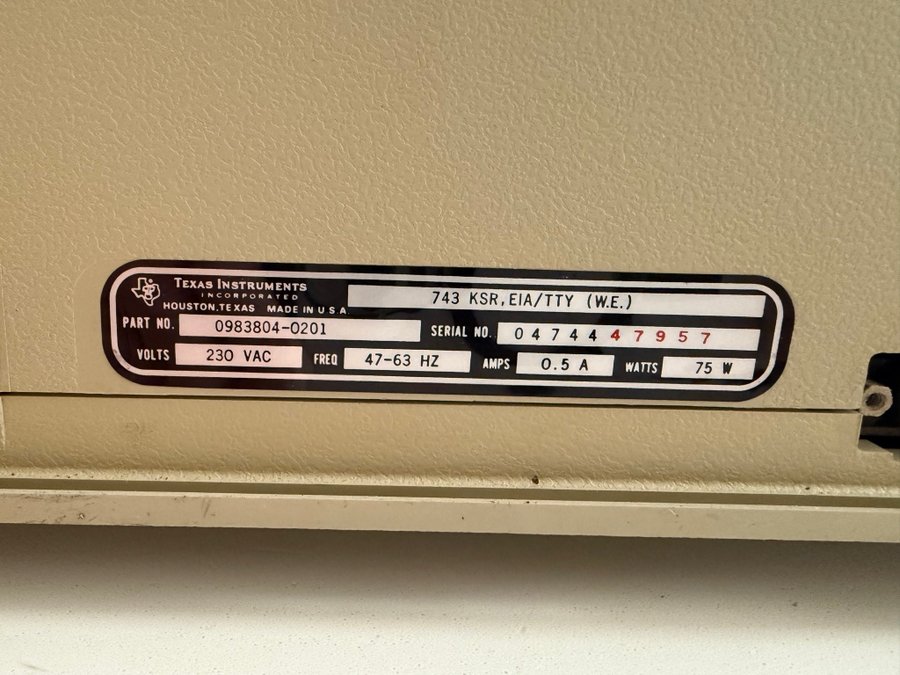 TEXAS INSTRUMENTS
INCORPORATED
HOUSTON, TEXAS MADE IN U S A
743 KSR, EIA/TTY (W.E.)
PART NO. 0983804-0201 SERIAL NO. 0474447957
VOLTS 230 VAC FREQ 47-63 HZ AMPS 0.5 A WATTS 75 W